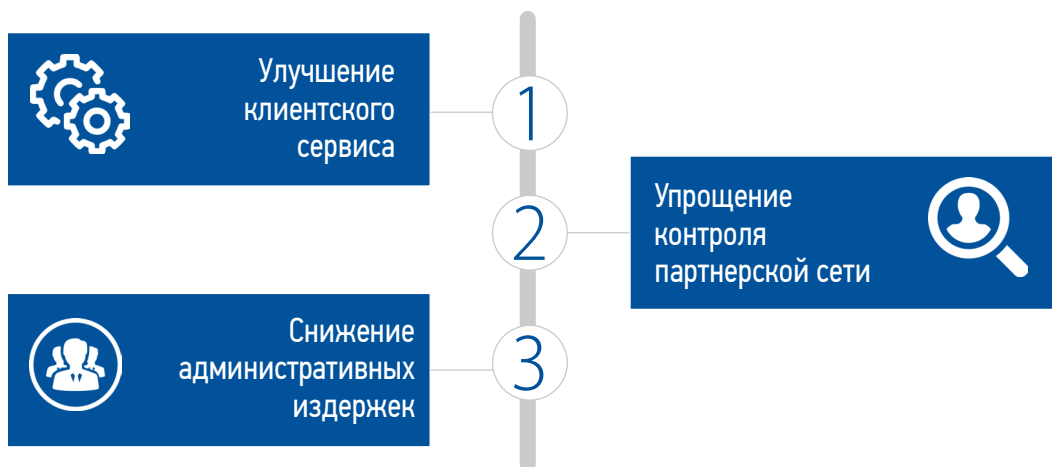 Улучшение
клиентского
сервиса
1
2
Упрощение
контроля
партнерской сети
Снижение
административных
издержек
3